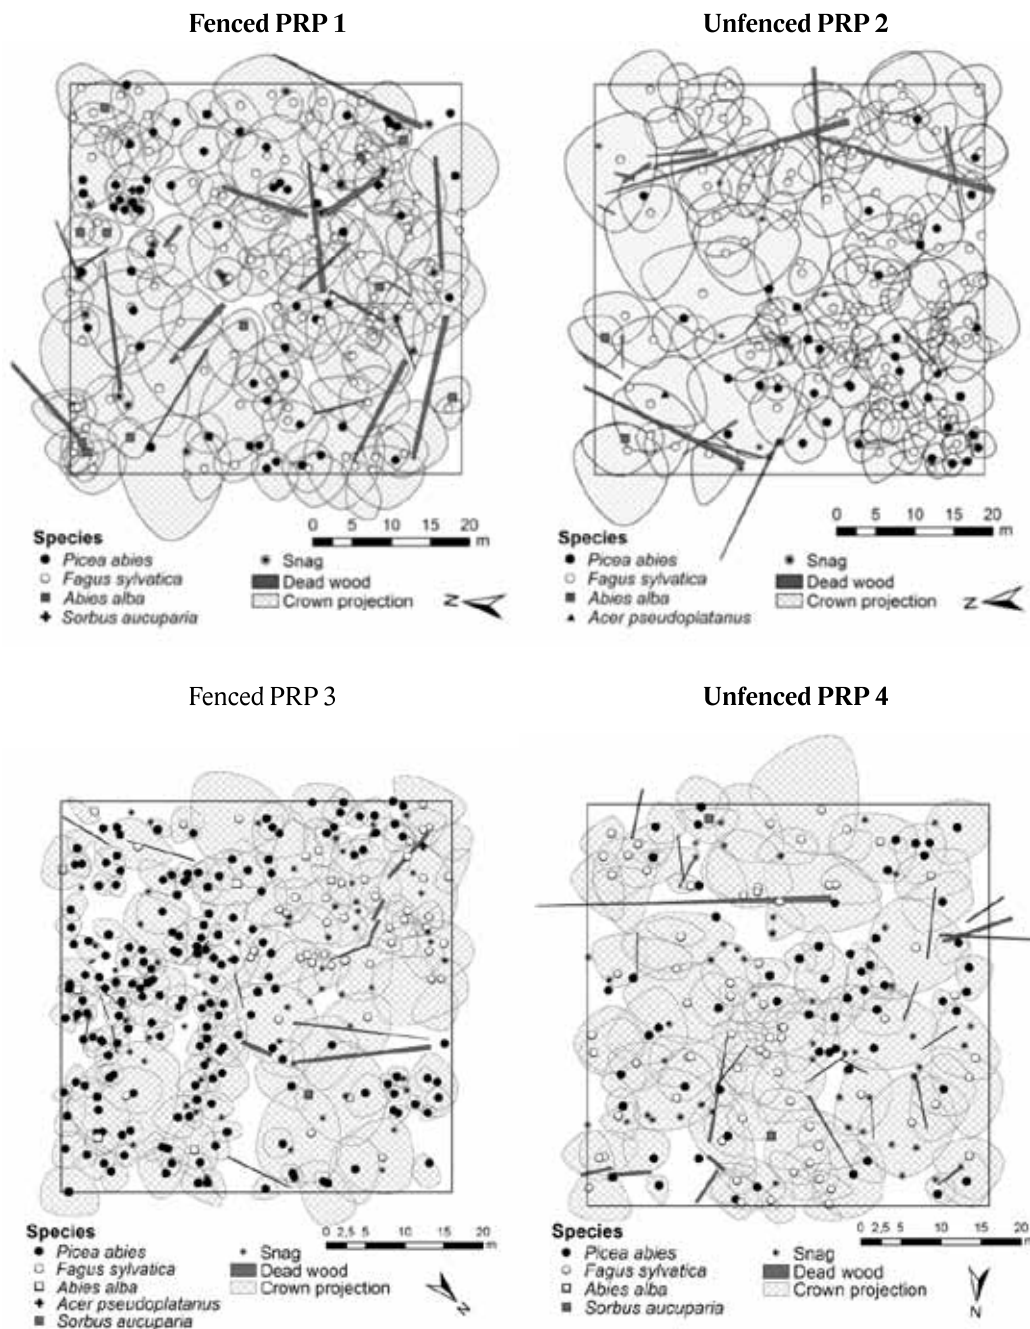 Fenced PRP 1
Unfenced PRP 2
Species
Picea abies
Fagus sylvatica
Abies alba
Sorbus aucuparia
0 5 10 15 20
m
Snag
Dead wood
Crown projection
N
Species
Picea abies
Fagus sylvatica
Abies alba
Acer pseudoplatanus
0 5 10 15 20
m
Snag
Dead wood
Crown projection
N
Fenced PRP 3
Unfenced PRP 4
Species
Picea abies
Fagus sylvatica
Abies alba
Acer pseudoplatanus
Sorbus aucuparia
0 2,5 5 10 15 20
m
Snag
Dead wood
Crown projection
N
Species
Picea abies
Fagus sylvatica
Abies alba
Sorbus aucuparia
0 2,5 5 10 15 20
m
Snag
Dead wood
Crown projection
N